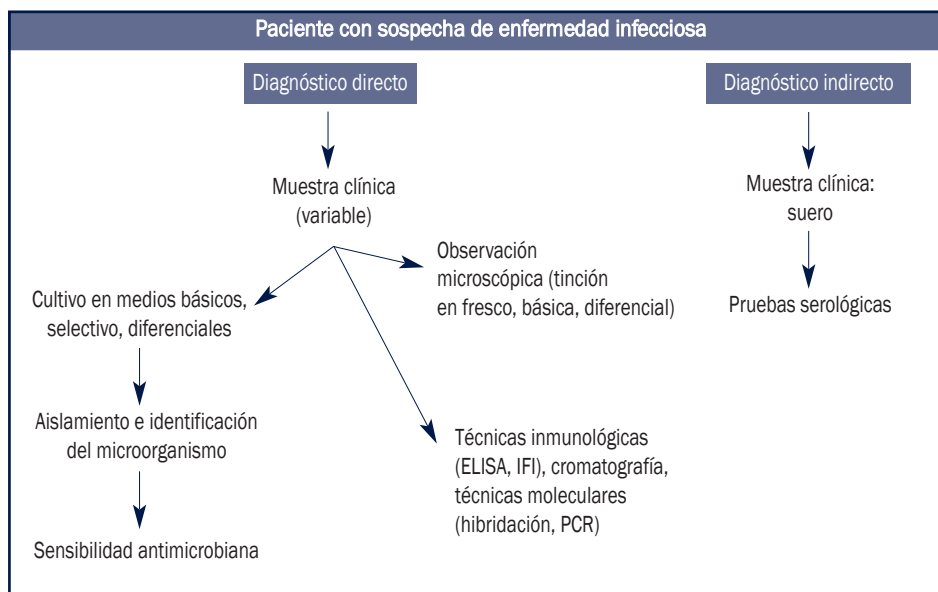 Paciente con sospecha de enfermedad infecciosa
Diagnóstico directo
Diagnóstico indirecto
Muestra clínica
(variable)
Muestra clínica:
suero
Observación
microscópica (tinción
en fresco, básica, diferencial)
Cultivo en medios básicos,
selectivo, diferenciales
Pruebas serológicas
Aislamiento e identificación
del microorganismo
Técnicas inmunológicas
(ELISA, IFI), cromatografía,
técnicas moleculares
(hibridación, PCR)
Sensibilidad antimicrobiana